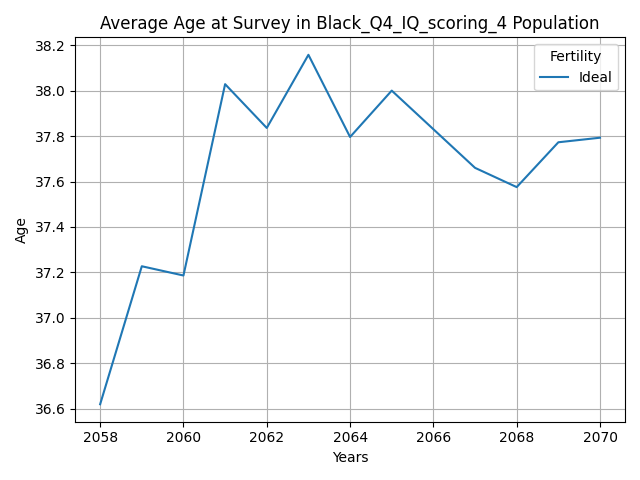 Average Age at Survey in Black_Q4_IQ_scoring_4 Population
Fertility
Ideal
Age
38.2
38.0
37.8
37.6
37.4
37.2
37.0
36.8
36.6
2058 2060 2062 2064 2066 2068 2070
Years